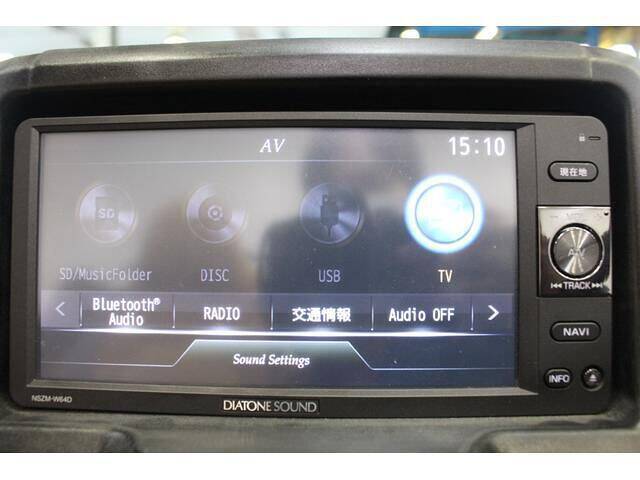 AV
15:10
SD
SD/MusicFolder
DISC
USB
TV
Bluetooth®
Audio
RADIO
交通情報
Audio OFF
Sound Settings
現在地
AV
TRACK
NAVI
INFO
NSZM-W64D
DIATONE SOUND